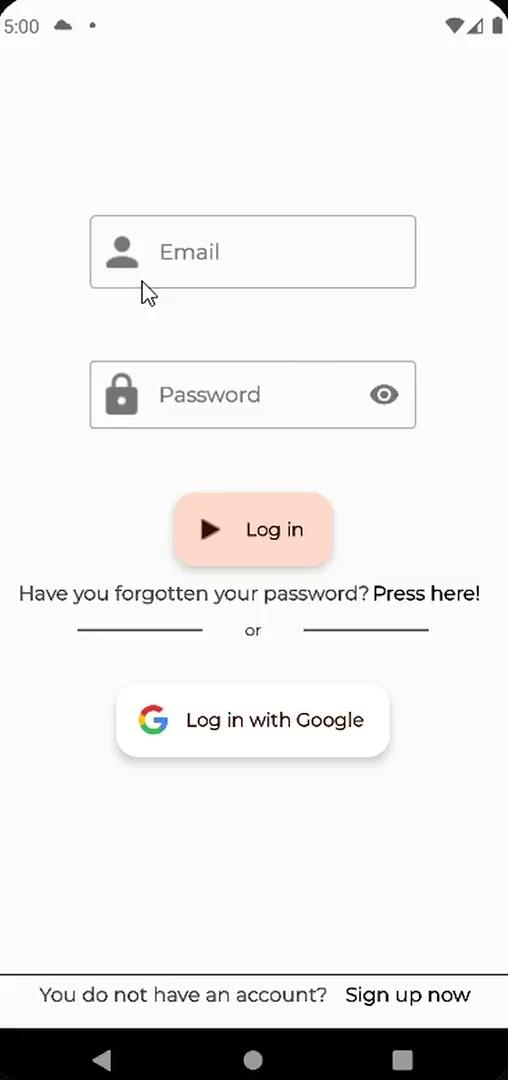 5:00
Email
Password
Log in
Have you forgotten your password? Press here!
or
Log in with Google
You do not have an account? Sign up now